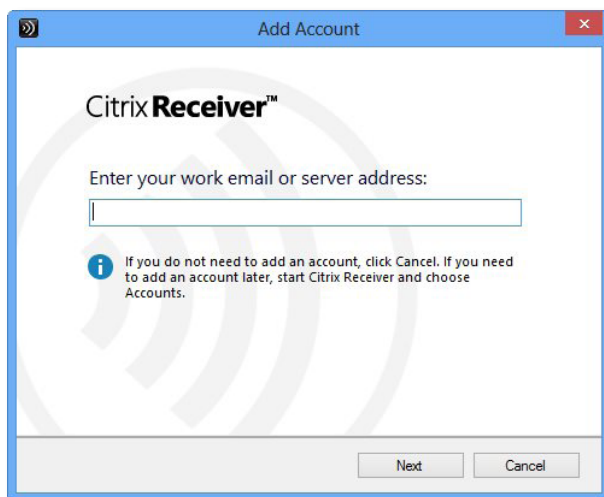 Add Account
Citrix Receiver™
Enter your work email or server address:
If you do not need to add an account, click Cancel. If you need
to add an account later, start Citrix Receiver and choose
Accounts.
Next Cancel